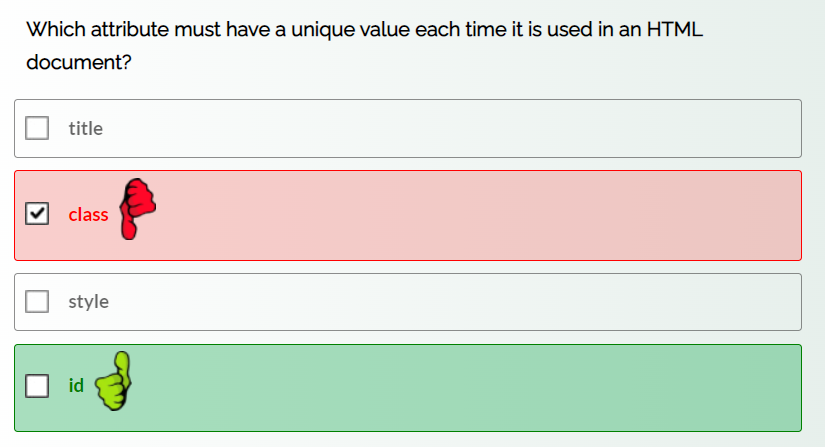 Which attribute must have a unique value each time it is used in an HTML
document?
title
class
style
id